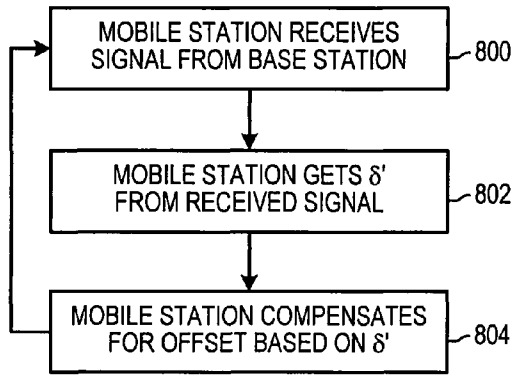 MOBILE STATION RECEIVES
SIGNAL FROM BASE STATION
800
MOBILE STATION GETS δ'
FROM RECEIVED SIGNAL
802
MOBILE STATION COMPENSATES
FOR OFFSET BASED ON δ'
804